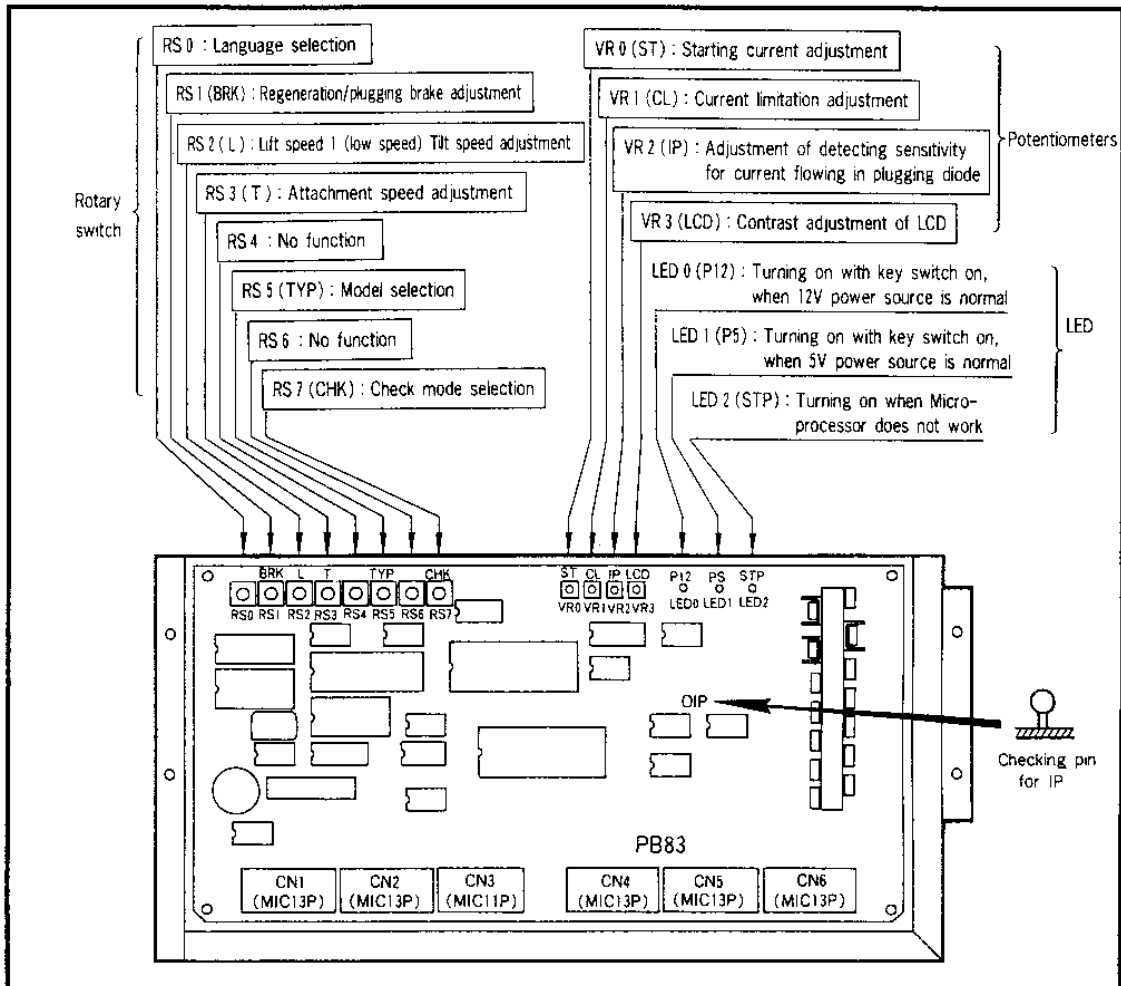 RS 0 : Language selection
RS 1 (BRK) : Regeneration/plugging brake adjustment
RS 2 ( L ) : Lift speed 1 (low speed) Tilt speed adjustment
RS 3 ( T ) : Attachment speed adjustment
RS 4 : No function
RS 5 (TYP) : Model selection
RS 6 : No function
RS 7 (CHK) : Check mode selection
Rotary
switch
VR 0 (ST) : Starting current adjustment
VR 1 (CL) : Current limitation adjustment
VR 2 (IP) : Adjustment of detecting sensitivity
for current flowing in plugging diode
VR 3 (LCD) : Contrast adjustment of LCD
Potentiometers
LED 0 (P12) : Turning on with key switch on,
when 12V power source is normal
LED 1 (P5) : Turning on with key switch on,
when 5V power source is normal
LED 2 (STP) : Turning on when Micro-
processor does not work
LED
BRK L T TYP CHK
RS0 RS1 RS2 RS3 RS4 RS5 RS6 RS7
ST CL IP LCD
VR0 VR1 VR2 VR3
P12 PS STP
LED0 LED1 LED2
OIP
Checking pin
for IP
PB83
CN1
(MIC13P)
CN2
(MIC13P)
CN3
(MIC11P)
CN4
(MIC13P)
CN5
(MIC13P)
CN6
(MIC13P)